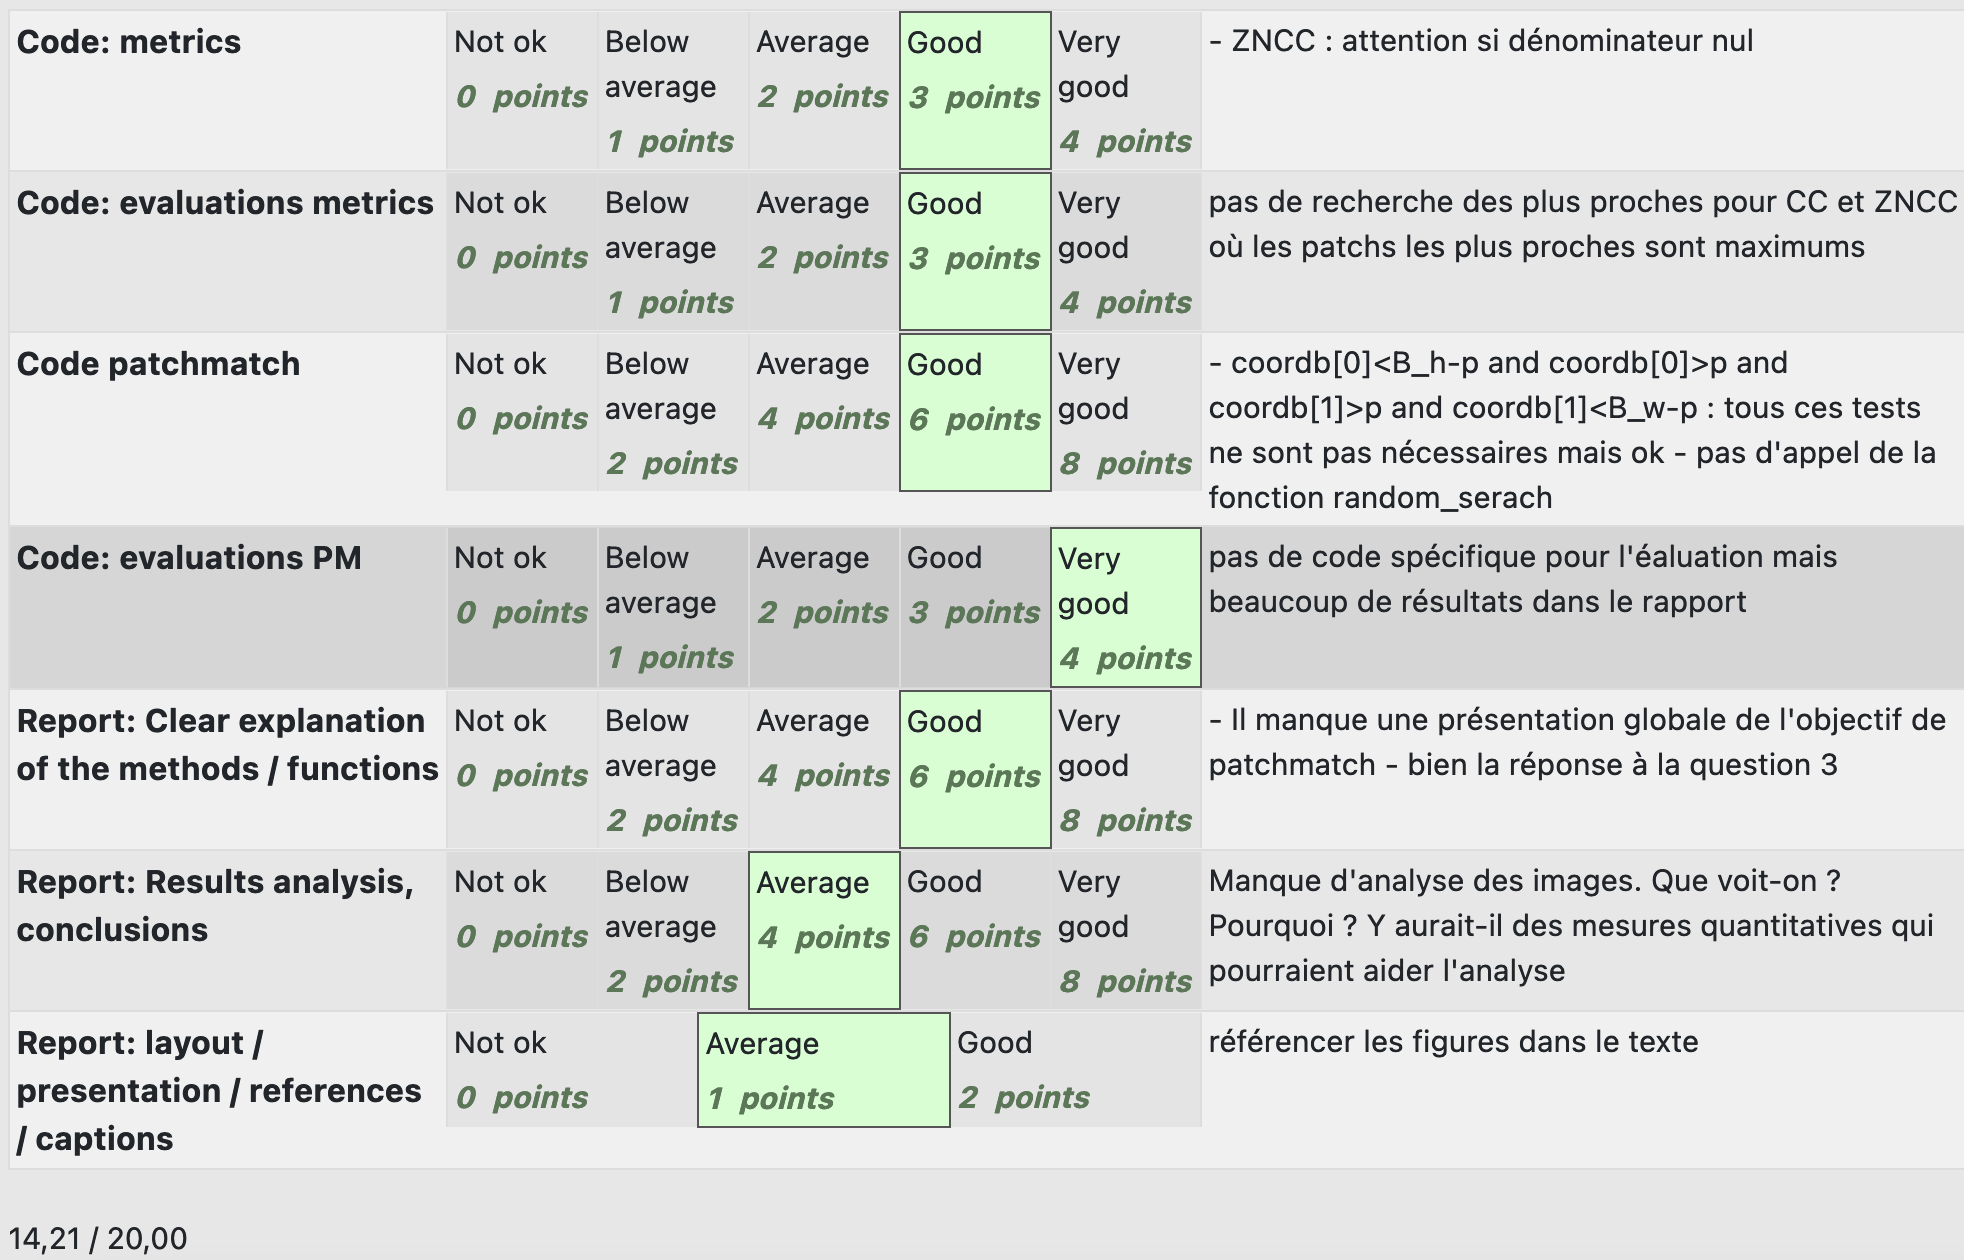 Code: metrics
Not ok
0 points
Below
average
1 points
Average
2 points
Good
3 points
Very
good
4 points
- ZNCC : attention si dénominateur nul
Code: evaluations metrics
Not ok
0 points
Below
average
1 points
Average
2 points
Good
3 points
Very
good
4 points
pas de recherche des plus proches pour CC et ZNCC
où les patchs les plus proches sont maximums
Code patchmatch
Not ok
0 points
Below
average
2 points
Average
4 points
Good
6 points
Very
good
8 points
- coordb[0]<B_h-p and coordb[0]>p and
coordb[1]>p and coordb[1]<B_w-p : tous ces tests
ne sont pas nécessaires mais ok - pas d'appel de la
fonction random_serach
Code: evaluations PM
Not ok
0 points
Below
average
1 points
Average
2 points
Good
3 points
Very
good
4 points
pas de code spécifique pour l'éaluation mais
beaucoup de résultats dans le rapport
Report: Clear explanation
of the methods / functions
Not ok
0 points
Below
average
2 points
Average
4 points
Good
6 points
Very
good
8 points
- Il manque une présentation globale de l'objectif de
patchmatch - bien la réponse à la question 3
Report: Results analysis,
conclusions
Not ok
0 points
Below
average
2 points
Average
4 points
Good
6 points
Very
good
8 points
Manque d'analyse des images. Que voit-on ?
Pourquoi ? Y aurait-il des mesures quantitatives qui
pourraient aider l'analyse
Report: layout /
presentation / references
/ captions
Not ok
0 points
Average
1 points
Good
2 points
référencer les figures dans le texte
14,21 / 20,00